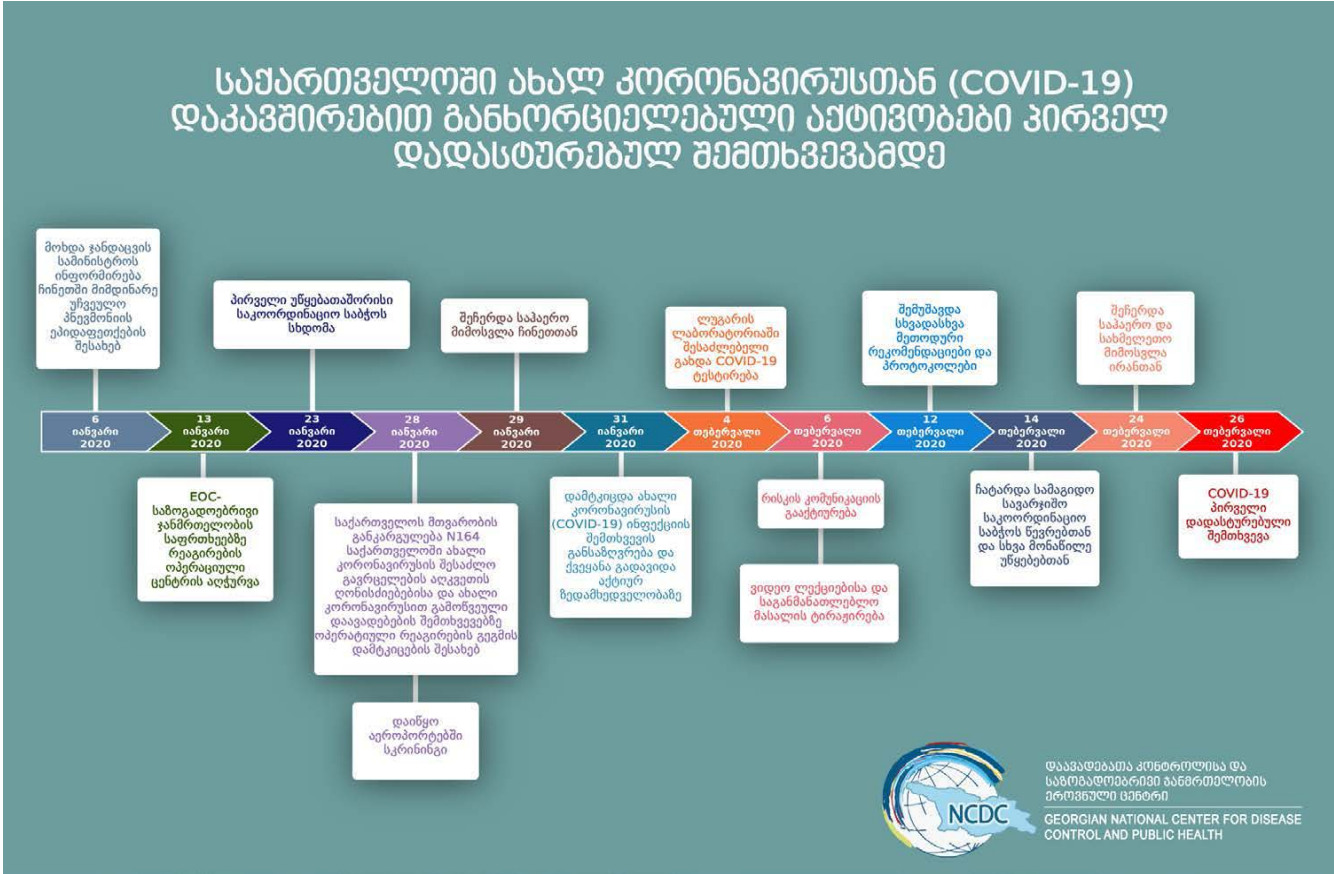 საქართველოში ახალ კორონავირუსთან (COVID-19)
დაკავშირებით განხორციელებული აქტივობები პირველ
დადასტურებულ შემთხვევამდე
მოხდა ჯანდაცვის
სამინისტროს
ინფორმირება
ჩინეთში მიმდინარე
უჩვეულო
პნევმონიის
ეპიდაფეთქების
შესახებ
6
იანვარი
2020
13
იანვარი
2020
EOC-
საზოგადოებრივი
ჯანმრთელობის
საფრთხეებზე
რეაგირების
ოპერაციული
ცენტრის აღჭურვა
პირველი უწყებათაშორისი
საკოორდინაციო საბჭოს
სხდომა
23
იანვარი
2020
28
იანვარი
2020
საქართველოს მთვარობის
განკარგულება N164
საქართველოში ახალი
კორონავირუსის შესაძლო
გავრცელების აღკვეთის
ღონისძიებებისა და ახალი
კორონავირუსით გამოწვეული
დაავადებების შემთხვევებზე
ოპერატიული რეაგირების გეგმის
დამტკიცების შესახებ
დაიწყო
აეროპორტებში
სკრინინგი
შეჩერდა საჰაერო
მიმოსვლა ჩინეთთან
29
იანვარი
2020
31
იანვარი
2020
დამტკიცდა ახალი
კორონავირუსის
(COVID-19) ინფექციის
შემთხვევის
განსაზღვრება და
ქვეყანა გადავიდა
აქტიურ
ზედამხედველობაზე
ლუგარის
ლაბორატორიაში
შესაძლებელი
გახდა COVID-19
ტესტირება
4
თებერვალი
2020
6
თებერვალი
2020
რისკის კომუნიკაციის
გააქტიურება
ვიდეო ლექციებისა და
საგანმანათლებლო
მასალის ტირაჟირება
შემუშავდა
სხვადასხვა
მეთოდური
რეკომენდაციები და
პროტოკოლები
12
თებერვალი
2020
14
თებერვალი
2020
ჩატარდა სამაგიდო
სავარჯიშო
საკოორდინაციო
საბჭოს წევრებთან
და სხვა მონაწილე
უწყებებთან
შეჩერდა
საჰაერო და
სახმელეთო
მიმოსვლა
ირანთან
24
თებერვალი
2020
26
თებერვალი
2020
COVID-19
პირველი
დადასტურებული
შემთხვევა
NCDC
დაავადებათა კონტროლისა და
საზოგადოებრივი ჯანმრთელობის
ეროვნული ცენტრი
GEORGIAN NATIONAL CENTER FOR DISEASE
CONTROL AND PUBLIC HEALTH